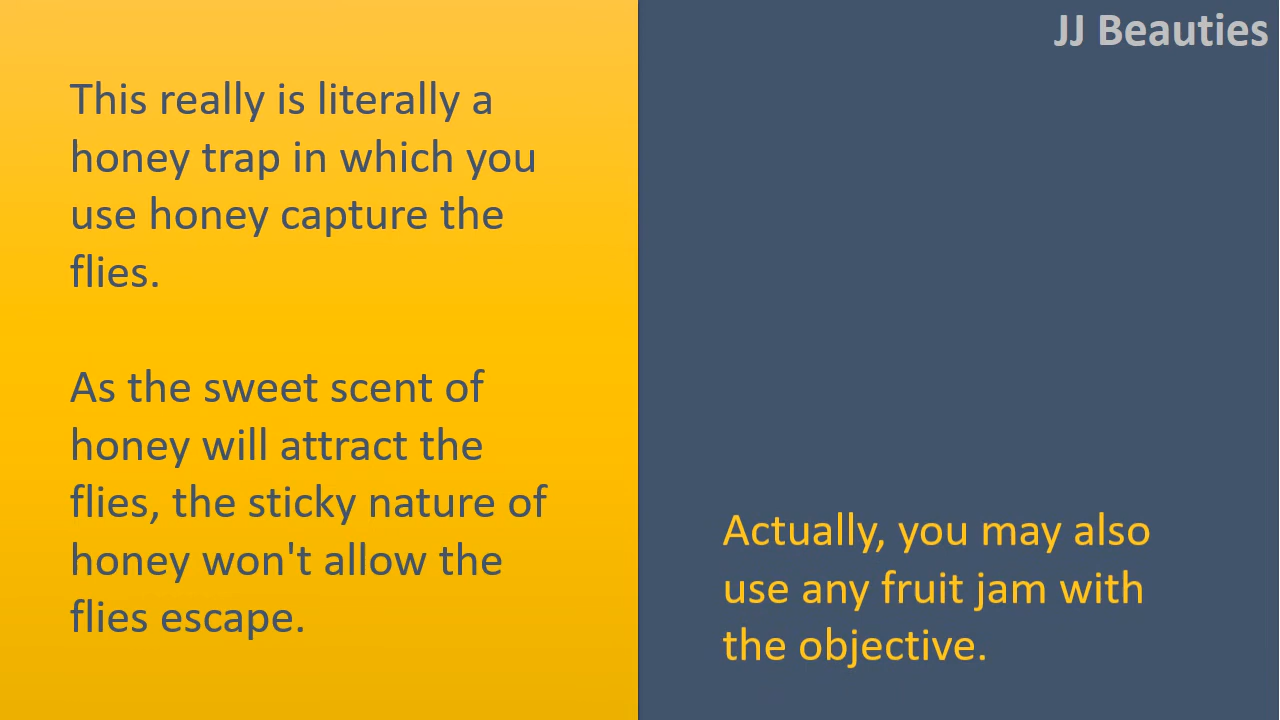 This really is literally a
honey trap in which you
use honey capture the
flies.
As the sweet scent of
honey will attract the
flies, the sticky nature of
honey won't allow the
flies escape.
JJ Beauties
Actually, you may also
use any fruit jam with
the objective.